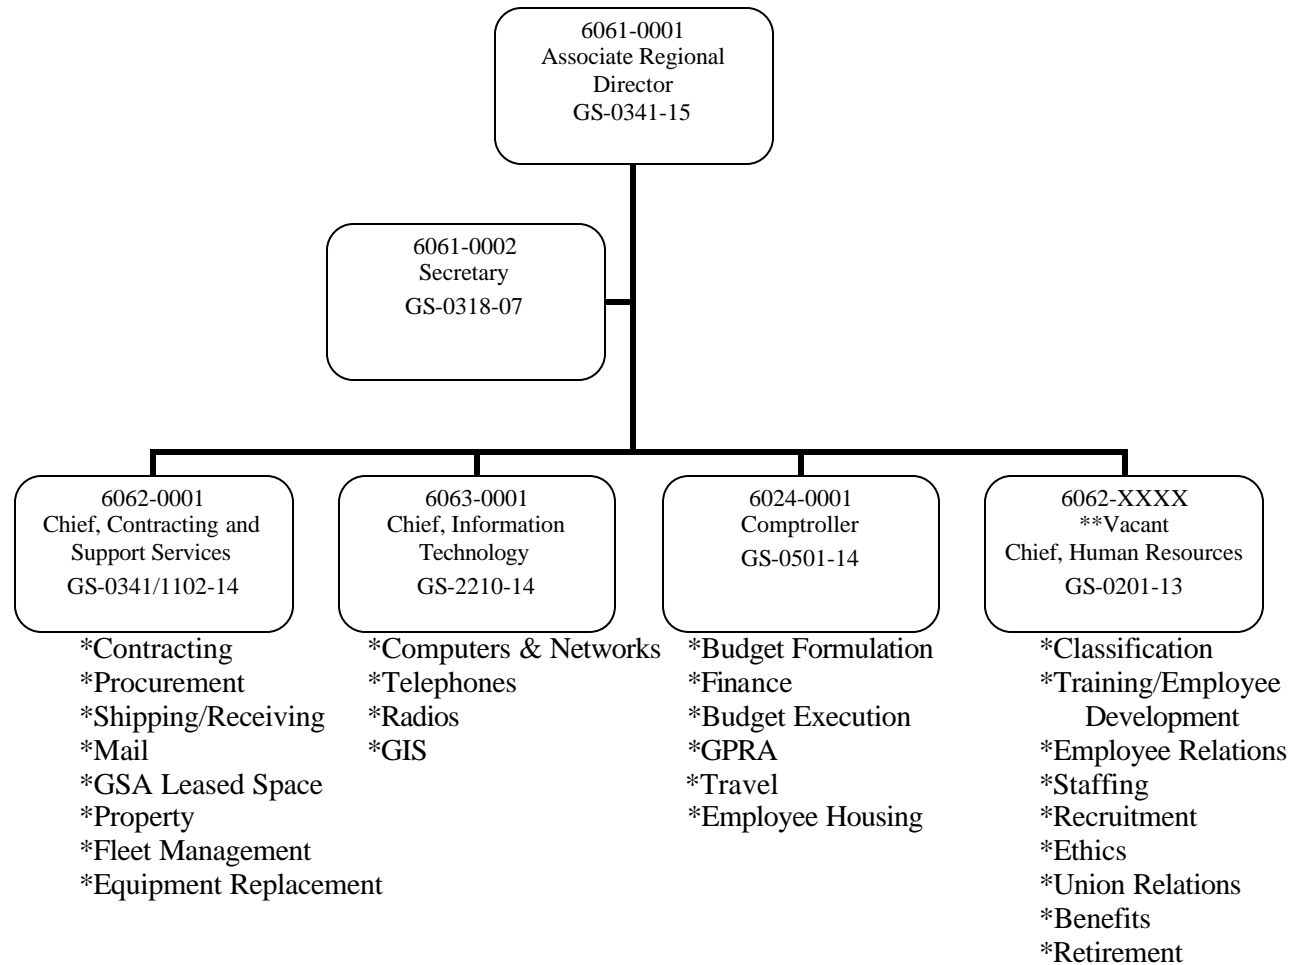 6061-0001
Associate Regional
Director
GS-0341-15
6061-0002
Secretary
GS-0318-07
6062-0001
Chief, Contracting and
Support Services
GS-0341/1102-14
*Contracting
*Procurement
*Shipping/Receiving
*Mail
*GSA Leased Space
*Property
*Fleet Management
*Equipment Replacement
6063-0001
Chief, Information
Technology
GS-2210-14
*Computers & Networks
*Telephones
*Radios
*GIS
6024-0001
Comptroller
GS-0501-14
*Budget Formulation
*Finance
*Budget Execution
*GPRA
*Travel
*Employee Housing
6062-XXXX
**Vacant
Chief, Human Resources
GS-0201-13
*Classification
*Training/Employee
Development
*Employee Relations
*Staffing
*Recruitment
*Ethics
*Union Relations
*Benefits
*Retirement